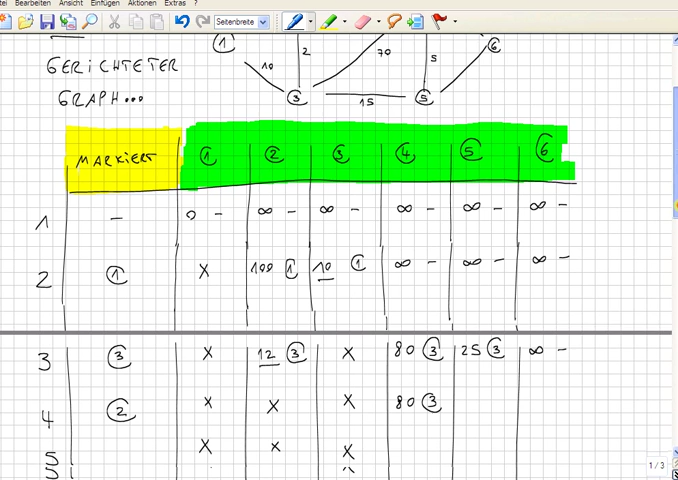 tei Bearbeiten Ansicht Einfügen Aktionen Extras ?
Seitenbreite
1 2 70 5 6
10
GERICHTETER
GRAPH... 3 15 5
MARKIERT 1 2 3 4 5 6
1 - 0 - ∞ - ∞ - ∞ - ∞ - ∞ -
2 1 X 100 1 10 1 ∞ - ∞ - ∞ -
3 3 X 12 3 X 80 3 25 3 ∞ -
4 2 X X X 80 3
5 X X X
1 / 3
5